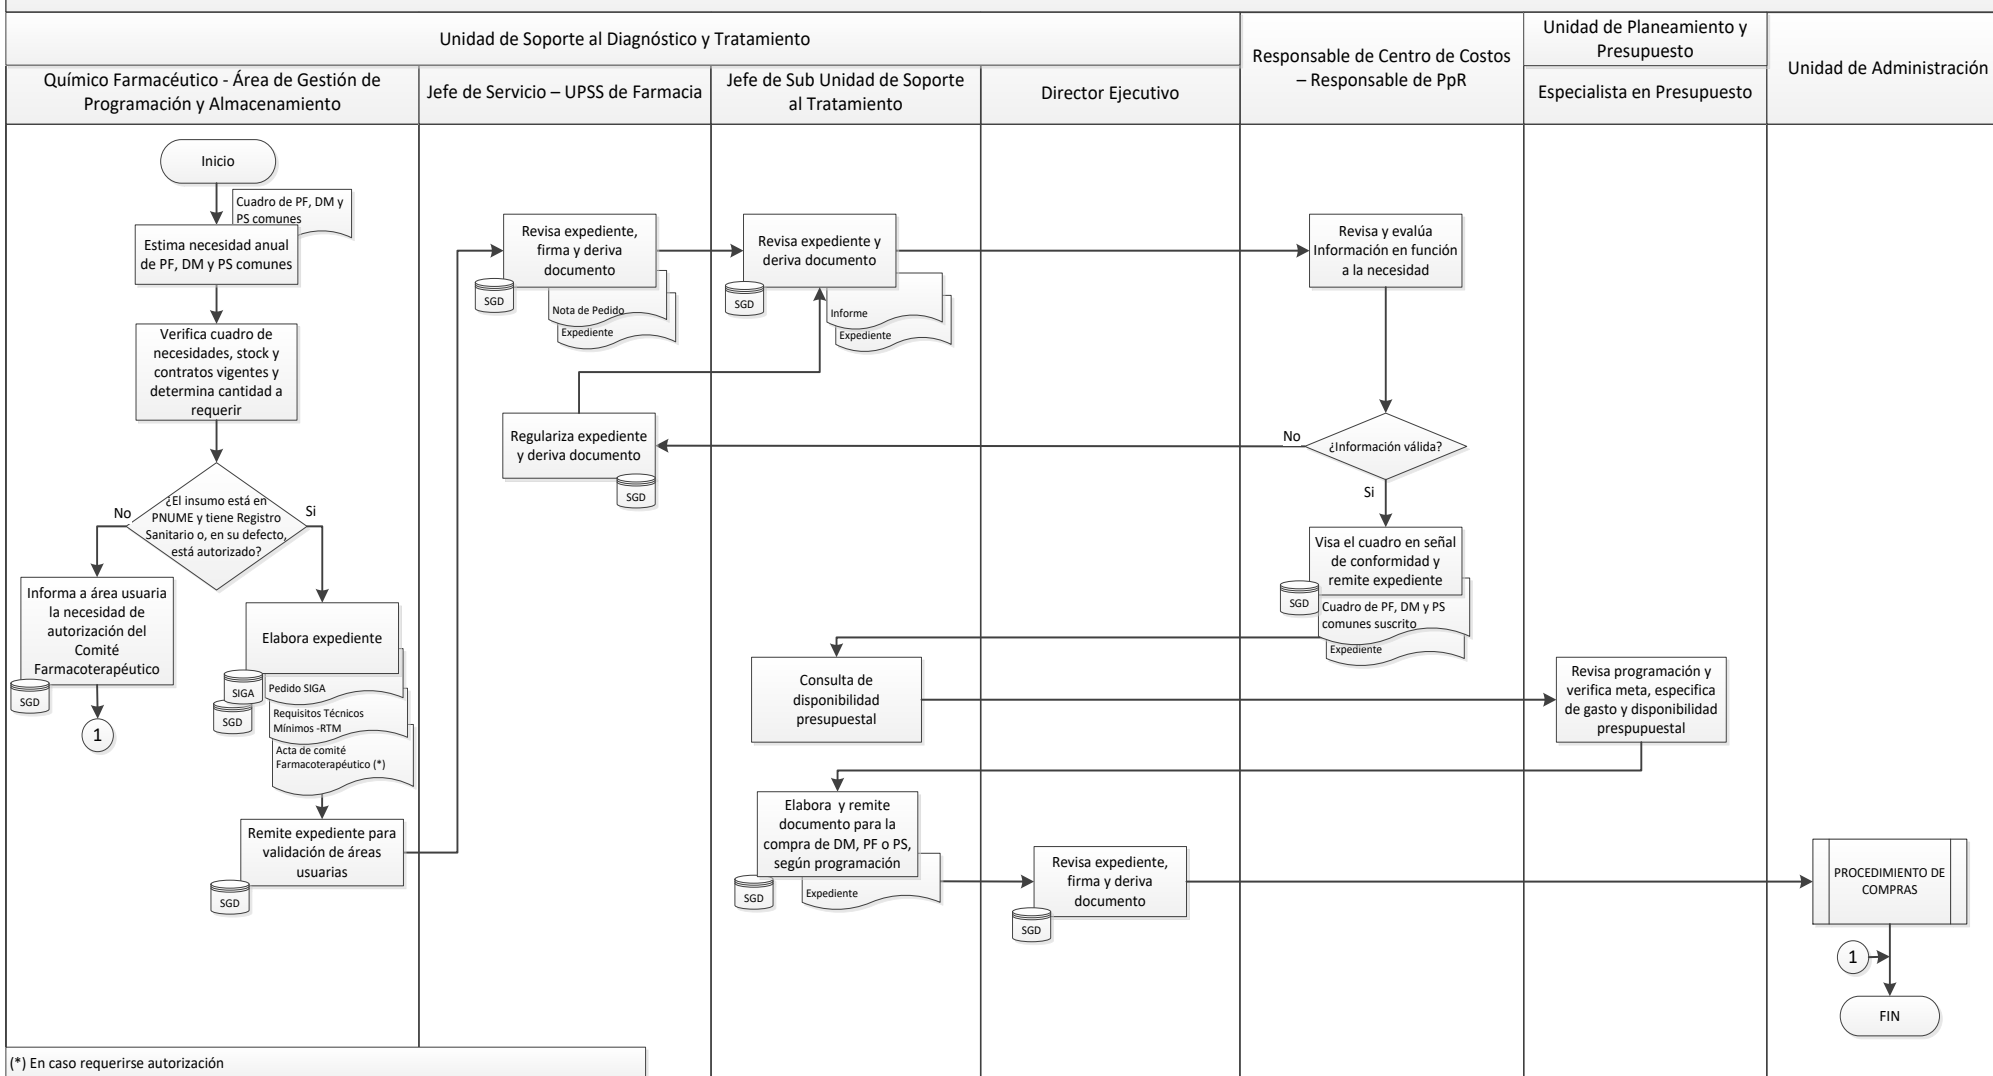 Unidad de Soporte al Diagnóstico y Tratamiento
Responsable de Centro de Costos
– Responsable de PpR
Unidad de Planeamiento y
Presupuesto
Unidad de Administración
Químico Farmacéutico - Área de Gestión de
Programación y Almacenamiento
Jefe de Servicio – UPSS de Farmacia
Jefe de Sub Unidad de Soporte
al Tratamiento
Director Ejecutivo
Especialista en Presupuesto
Inicio
Cuadro de PF, DM y
PS comunes
Estima necesidad anual
de PF, DM y PS comunes
Verifica cuadro de
necesidades, stock y
contratos vigentes y
determina cantidad a
requerir
¿El insumo está en
PNUME y tiene Registro
Sanitario o, en su defecto,
está autorizado?
No
Si
Informa a área usuaria
la necesidad de
autorización del
Comité
Farmacoterapéutico
SGD
1
Elabora expediente
SIGA
SGD
Pedido SIGA
Requisitos Técnicos
Mínimos -RTM
Acta de comité
Farmacoterapéutico (*)
Remite expediente para
validación de áreas
usuarias
SGD
Revisa expediente,
firma y deriva
documento
SGD
Nota de Pedido
Expediente
Regulariza expediente
y deriva documento
SGD
Revisa expediente y
deriva documento
SGD
Informe
Expediente
Revisa y evalúa
Información en función
a la necesidad
¿Información válida?
No
Si
Visa el cuadro en señal
de conformidad y
remite expediente
SGD
Cuadro de PF, DM y PS
comunes suscrito
Expediente
Consulta de
disponibilidad
presupuestal
Revisa programación y
verifica meta, especifica
de gasto y disponibilidad
prespupuestal
Elabora y remite
documento para la
compra de DM, PF o PS,
según programación
SGD
Expediente
Revisa expediente,
firma y deriva
documento
SGD
PROCEDIMIENTO DE
COMPRAS
1
FIN
(*) En caso requerirse autorización